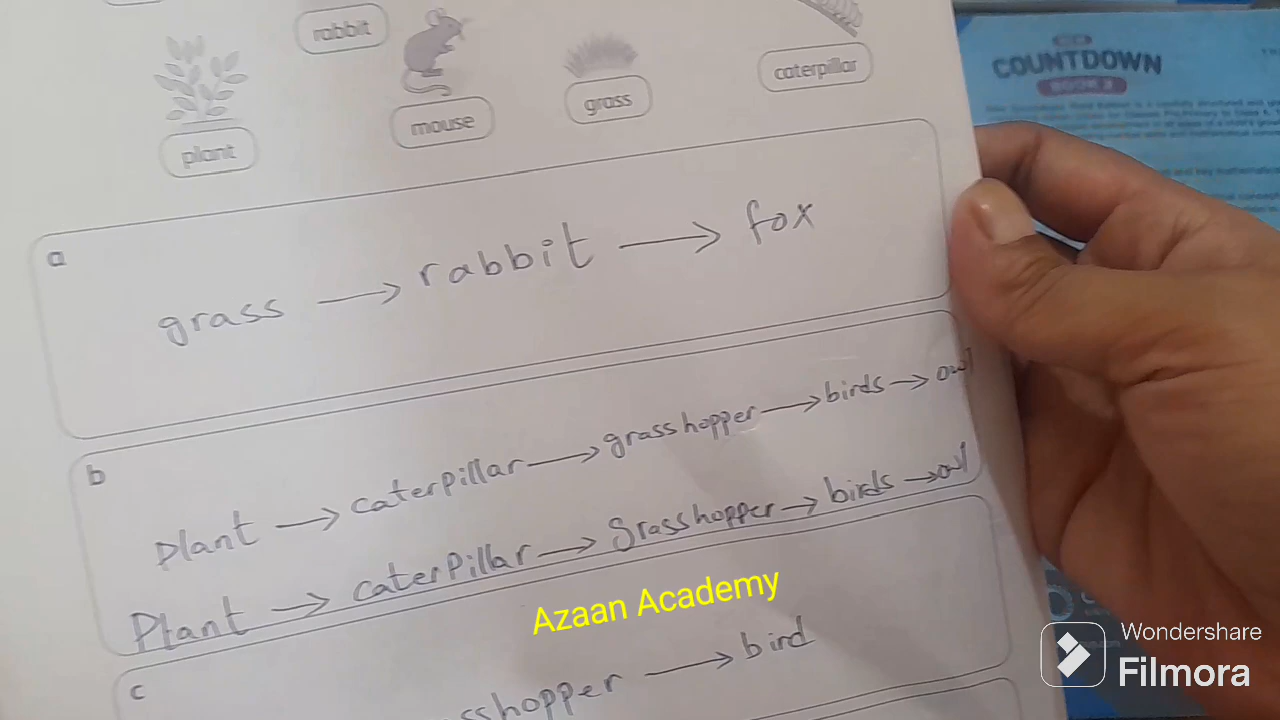 rabbit
plant
mouse
grass
caterpillar
COUNTDOWN
a
grass → rabbit → fox
b
Plant → caterpillar → grasshopper → birds → owl
Plant → caterpillar → Grasshopper → birds → owl
Azaan Academy
c
sshopper → bird
Wondershare
Filmora